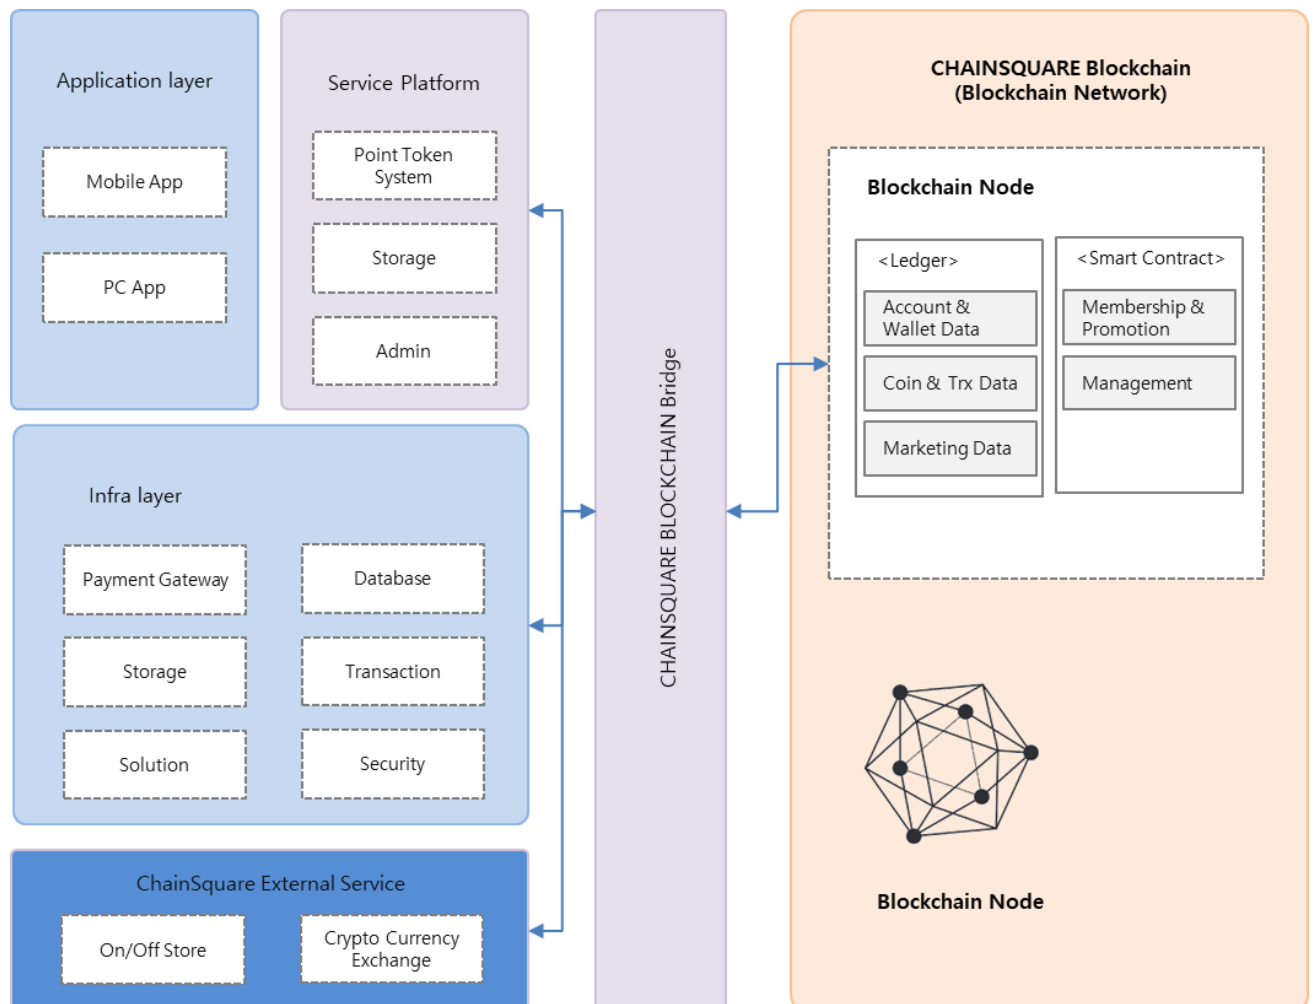 Application layer
Mobile App
PC App
Service Platform
Point Token
System
Storage
Admin
Infra layer
Payment Gateway
Database
Storage
Transaction
Solution
Security
ChainSquare External Service
On/Off Store
Crypto Currency
Exchange
CHAINSQUARE BLOCKCHAIN Bridge
CHAINSQUARE Blockchain
(Blockchain Network)
Blockchain Node
<Ledger>
Account &
Wallet Data
Coin & Trx Data
Marketing Data
<Smart Contract>
Membership &
Promotion
Management
Blockchain Node